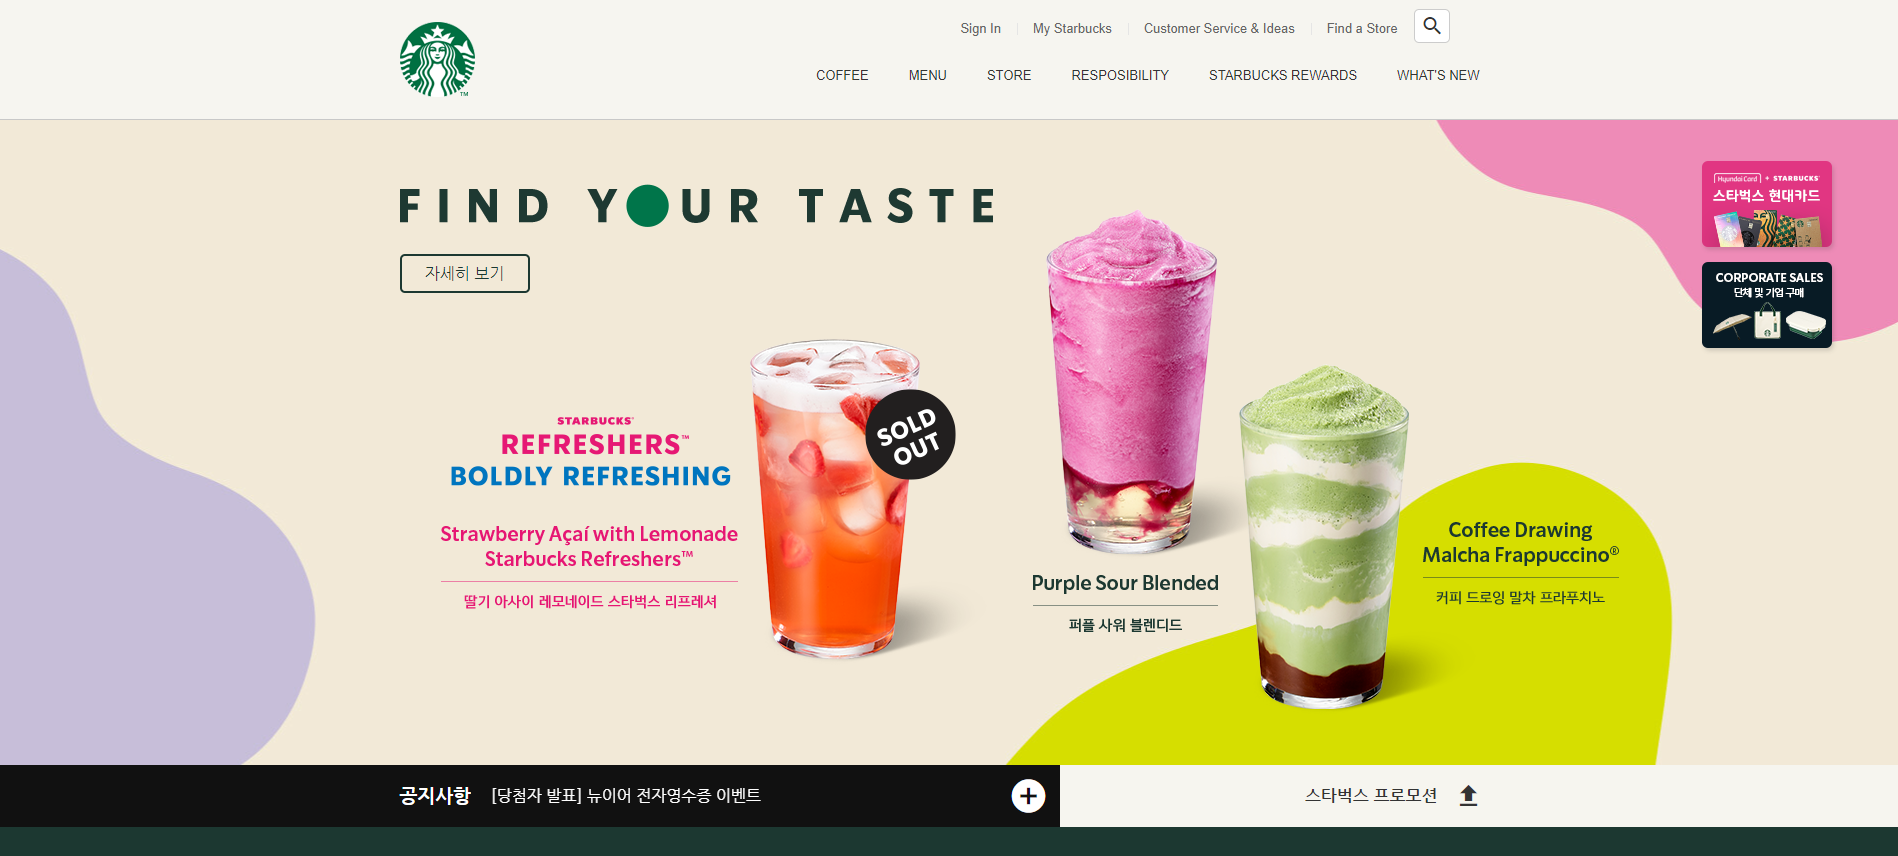 Sign In
My Starbucks
Customer Service & Ideas
Find a Store
COFFEE
MENU
STORE
RESPOSIBILITY
STARBUCKS REWARDS
WHAT'S NEW
TM
FIND YOUR TASTE
자세히 보기
HyundaiCard + STARBUCKS
스타벅스 현대카드
CORPORATE SALES
단체 및 기업 구매
STARBUCKS
REFRESHERS™
BOLDLY REFRESHING
SOLD
OUT
Strawberry Açaí with Lemonade
Starbucks Refreshers™
딸기 아사이 레모네이드 스타벅스 리프레셔
Purple Sour Blended
퍼플 사워 블렌디드
Coffee Drawing
Malcha Frappuccino®
커피 드로잉 말차 프라푸치노
공지사항 [당첨자 발표] 뉴이어 전자영수증 이벤트
스타벅스 프로모션